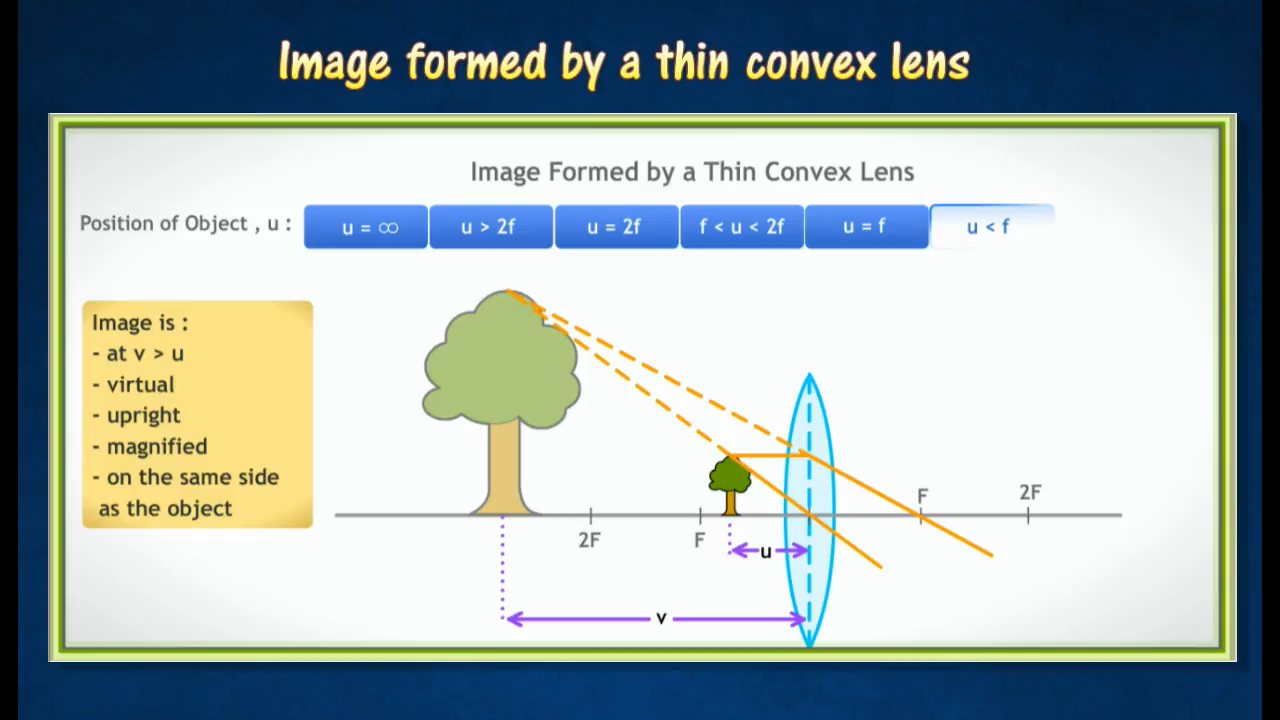 Image formed by a thin convex lens
Image Formed by a Thin Convex Lens
Position of Object , u : u = ∞ u > 2f u = 2f f < u < 2f u = f u < f
Image is :
- at v > u
- virtual
- upright
- magnified
- on the same side
as the object
F 2F
2F F
u
v